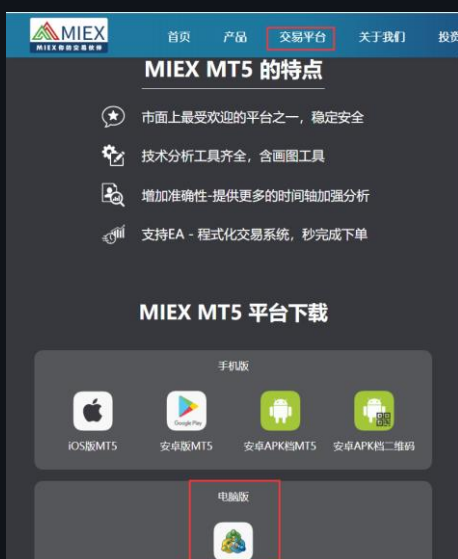 MIEX
MIEX 你的交易伙伴
首页 产品 交易平台 关于我们 投资
MIEX MT5 的特点
市面上最受欢迎的平台之一，稳定安全
技术分析工具齐全，含画图工具
增加准确性-提供更多的时间轴加强分析
支持EA - 程式化交易系统，秒完成下单
MIEX MT5 平台下载
手机版
Google Play
iOS版MT5 安卓版MT5 安卓APK档MT5 安卓APK档二维码
电脑版